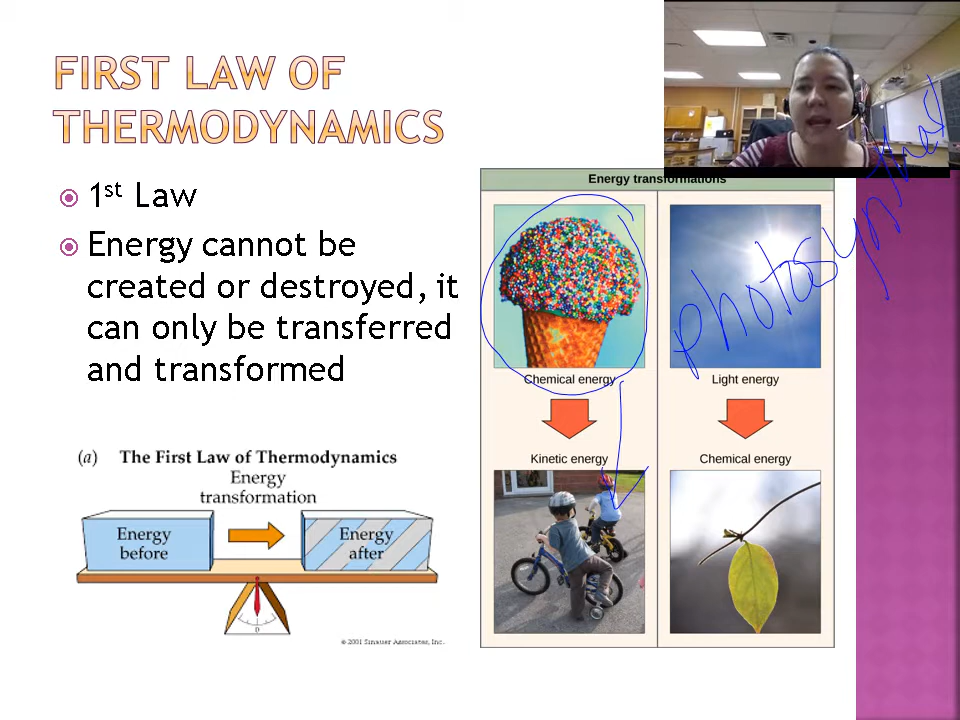 FIRST LAW OF
THERMODYNAMICS
1st Law
Energy cannot be
created or destroyed, it
can only be transferred
and transformed
(a) The First Law of Thermodynamics
Energy
transformation
Energy
before
Energy
after
0
© 2001 Sinauer Associates, Inc.
Energy transformations
Chemical energy
Light energy
Kinetic energy
Chemical energy